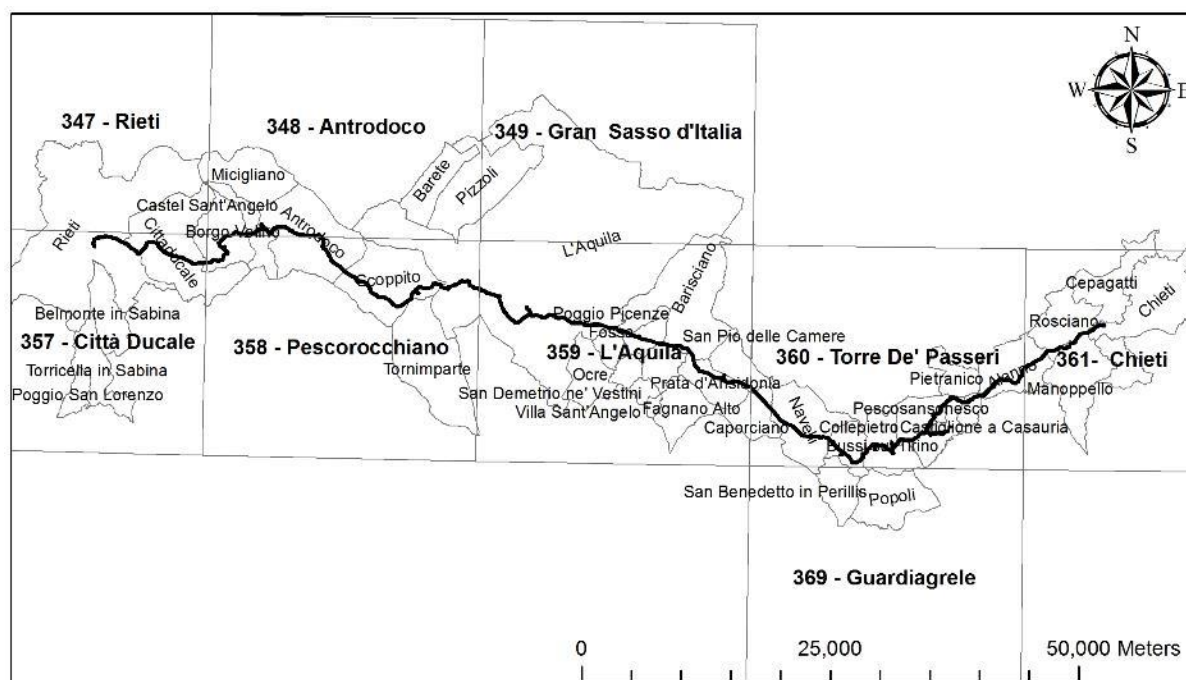 N
W
E
S
347 - Rieti
348 - Antrodoco
349 - Gran Sasso d'Italia
Micigliano
Barete
Pizzoli
Castel Sant'Angelo
Rieti
Cittaducale
Borgo Velino
Antrodoco
L'Aquila
Scoppito
Barisciano
Cepagatti
Chieti
Belmonte in Sabina
Poggio Picenze
Rosciano
Fossa
San Pio delle Camere
357 - Città Ducale
358 - Pescorocchiano
359 - L'Aquila
360 - Torre De' Passeri
361- Chieti
Torricella in Sabina
Tornimparte
Ocre
Prata d'Ansidonia
Pietranico
Manoppello
Poggio San Lorenzo
San Demetrio ne' Vestini
Villa Sant'Angelo
Fagnano Alto
Navelli
Pescosansonesco
Caporciano
Collepietro
Castiglione a Casauria
Bussi sul Tirino
San Benedetto in Perillis
Popoli
369 - Guardiagrele
0
25,000
50,000 Meters